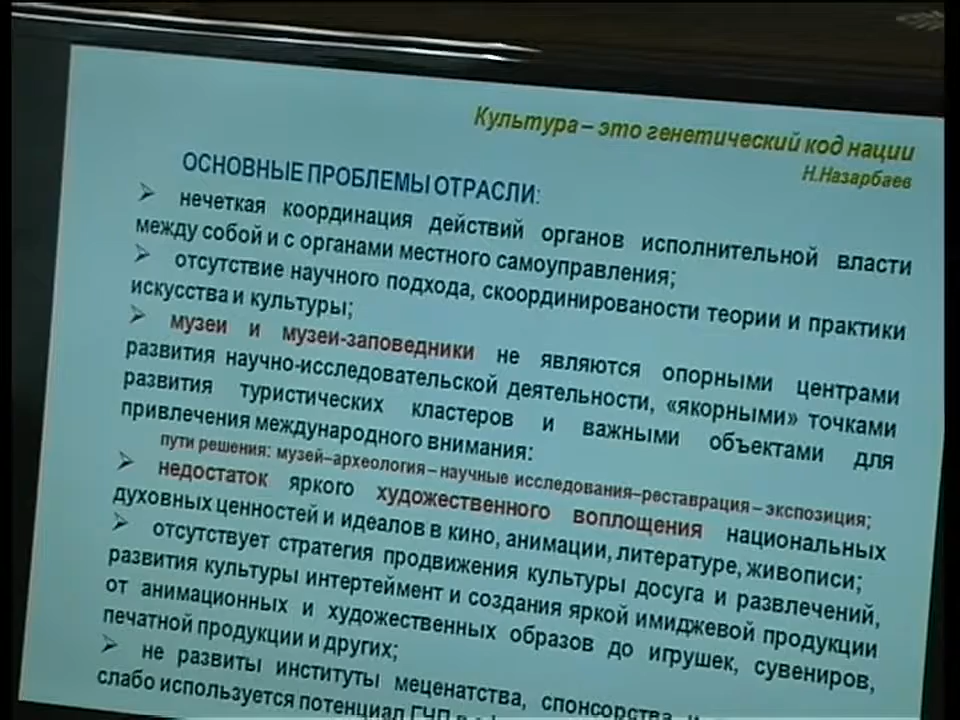 Культура – это генетический код нации
Н.Назарбаев
ОСНОВНЫЕ ПРОБЛЕМЫ ОТРАСЛИ:
➢ нечеткая координация действий органов исполнительной власти
между собой и с органами местного самоуправления;
➢ отсутствие научного подхода, скоординированости теории и практики
искусства и культуры;
➢ музеи и музеи-заповедники не являются опорными центрами
развития научно-исследовательской деятельности, «якорными» точками
развития туристических кластеров и важными объектами для
привлечения международного внимания:
пути решения: музей–археология – научные исследования–реставрация – экспозиция;
➢ недостаток яркого художественного воплощения национальных
духовных ценностей и идеалов в кино, анимации, литературе, живописи;
➢ отсутствует стратегия продвижения культуры досуга и развлечений,
развития культуры интертеймент и создания яркой имиджевой продукции
от анимационных и художественных образов до игрушек, сувениров,
печатной продукции и других;
➢ не развиты институты меценатства, спонсорства и
слабо используется потенциал ГЧП в